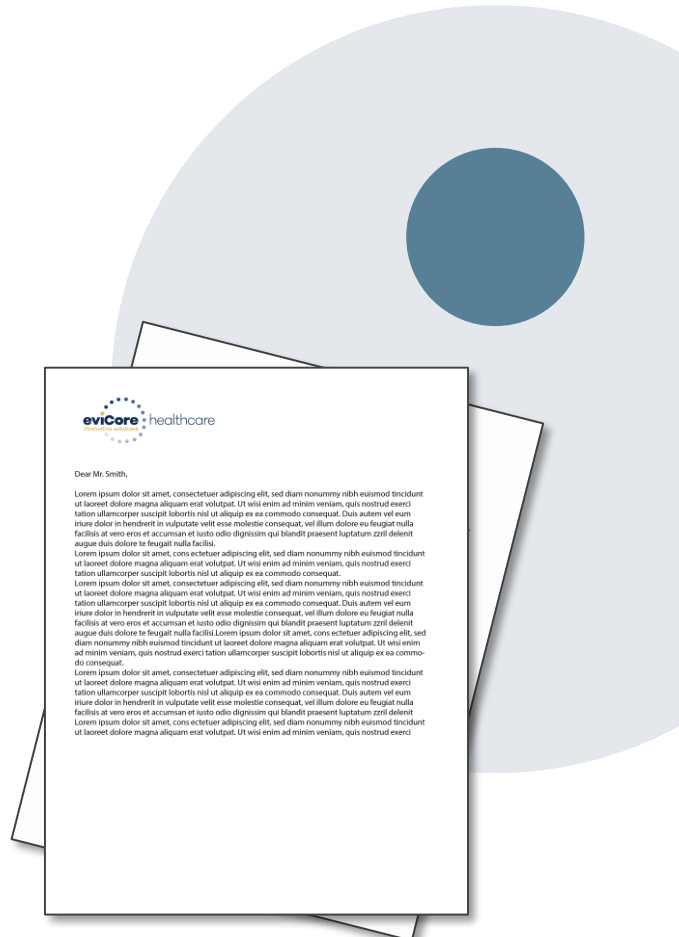 eviCore healthcare
innovative solutions
Dear Mr. Smith,
Lorem ipsum dolor sit amet, consectetuer adipiscing elit, sed diam nonummy nibh euismod tincidunt
ut laoreet dolore magna aliquam erat volutpat. Ut wisi enim ad minim veniam, quis nostrud exerci
tation ullamcorper suscipit lobortis nisl ut aliquip ex ea commodo consequat. Duis autem vel eum
iriure dolor in hendrerit in vulputate velit esse molestie consequat, vel illum dolore eu feugiat nulla
facilisis at vero eros et accumsan et iusto odio dignissim qui blandit praesent luptatum zzril delenit
augue duis dolore te feugait nulla facilisi.
Lorem ipsum dolor sit amet, cons ectetuer adipiscing elit, sed diam nonummy nibh euismod tincidunt
ut laoreet dolore magna aliquam erat volutpat. Ut wisi enim ad minim veniam, quis nostrud exerci
tation ullamcorper suscipit lobortis nisl ut aliquip ex ea commodo consequat.
Lorem ipsum dolor sit amet, consectetuer adipiscing elit, sed diam nonummy nibh euismod tincidunt
ut laoreet dolore magna aliquam erat volutpat. Ut wisi enim ad minim veniam, quis nostrud exerci
tation ullamcorper suscipit lobortis nisl ut aliquip ex ea commodo consequat. Duis autem vel eum
iriure dolor in hendrerit in vulputate velit esse molestie consequat, vel illum dolore eu feugiat nulla
facilisis at vero eros et accumsan et iusto odio dignissim qui blandit praesent luptatum zzril delenit
augue duis dolore te feugait nulla facilisi.Lorem ipsum dolor sit amet, cons ectetuer adipiscing elit, sed
diam nonummy nibh euismod tincidunt ut laoreet dolore magna aliquam erat volutpat. Ut wisi enim
ad minim veniam, quis nostrud exerci tation ullamcorper suscipit lobortis nisl ut aliquip ex ea commo-
do consequat.
Lorem ipsum dolor sit amet, consectetuer adipiscing elit, sed diam nonummy nibh euismod tincidunt
ut laoreet dolore magna aliquam erat volutpat. Ut wisi enim ad minim veniam, quis nostrud exerci
tation ullamcorper suscipit lobortis nisl ut aliquip ex ea commodo consequat. Duis autem vel eum
iriure dolor in hendrerit in vulputate velit esse molestie consequat, vel illum dolore eu feugiat nulla
facilisis at vero eros et accumsan et iusto odio dignissim qui blandit praesent luptatum zzril delenit
Lorem ipsum dolor sit amet, cons ectetuer adipiscing elit, sed diam nonummy nibh euismod tincidunt
ut laoreet dolore magna aliquam erat volutpat. Ut wisi enim ad minim veniam, quis nostrud exerci